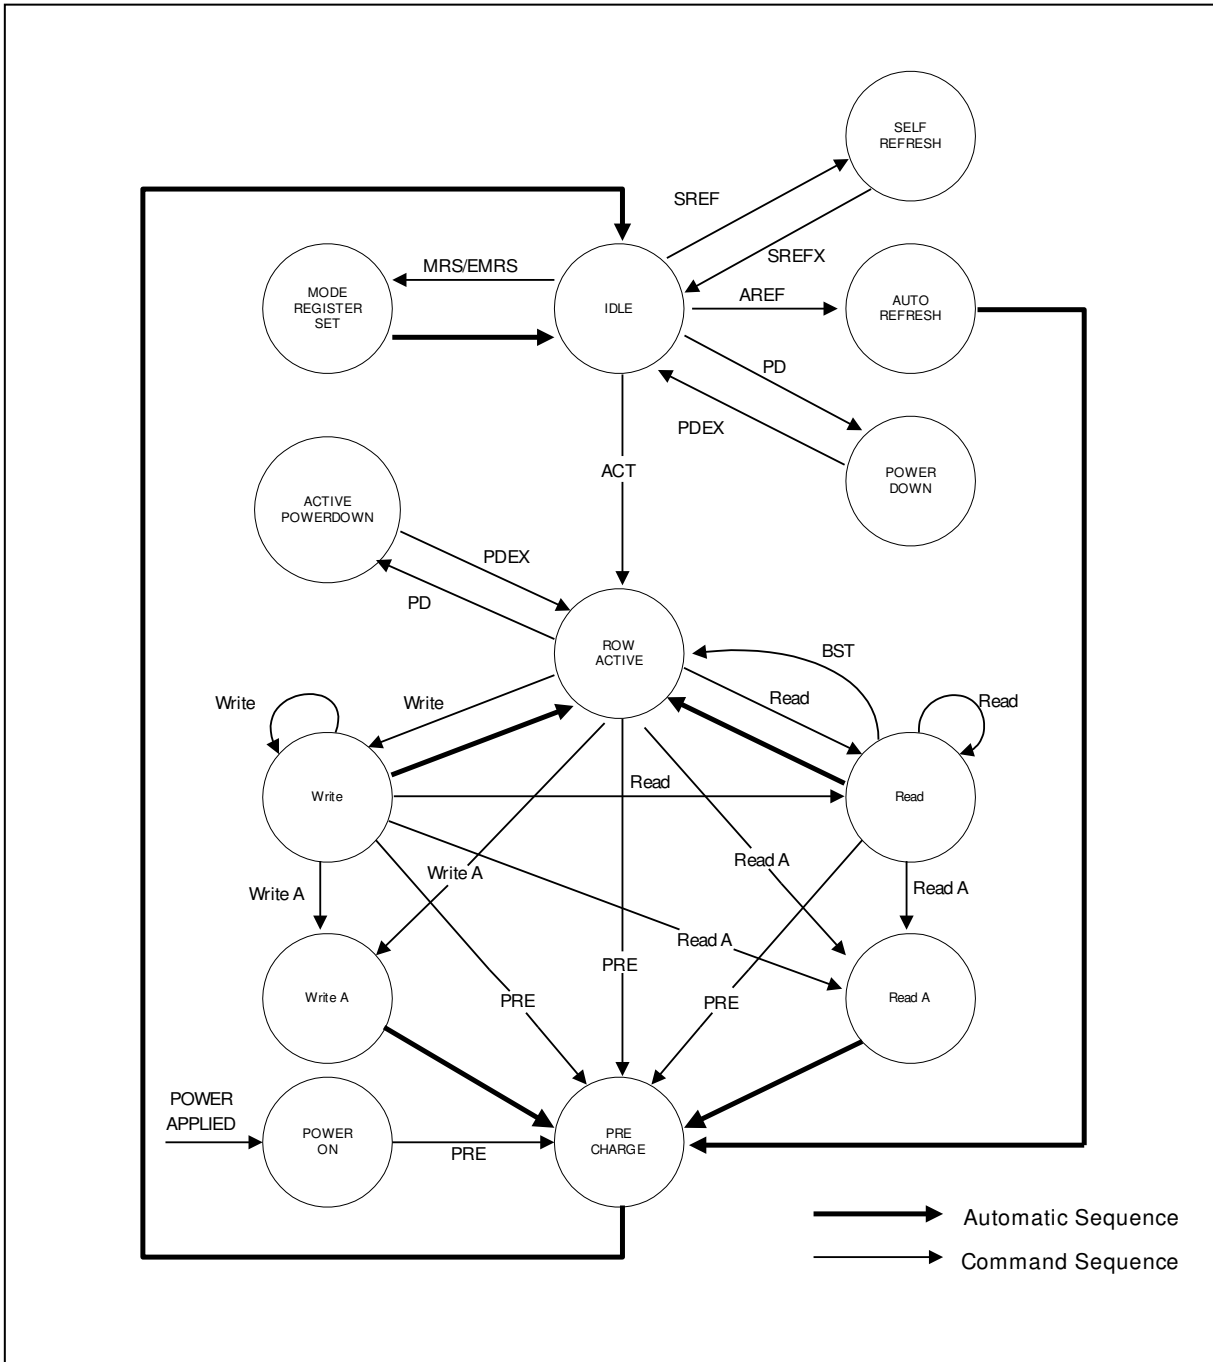 SELF
REFRESH
SREF
SREFX
MRS/EMRS
MODE
REGISTER
SET
IDLE
AREF
AUTO
REFRESH
PD
PDEX
POWER
DOWN
ACT
ACTIVE
POWERDOWN
PDEX
PD
ROW
ACTIVE
BST
Write
Write
Read
Read
Write
Read
Read
Write A
Write A
Read A
Read A
Read A
PRE
PRE
PRE
Write A
Read A
POWER
APPLIED
POWER
ON
PRE
PRE
CHARGE
Automatic Sequence
Command Sequence